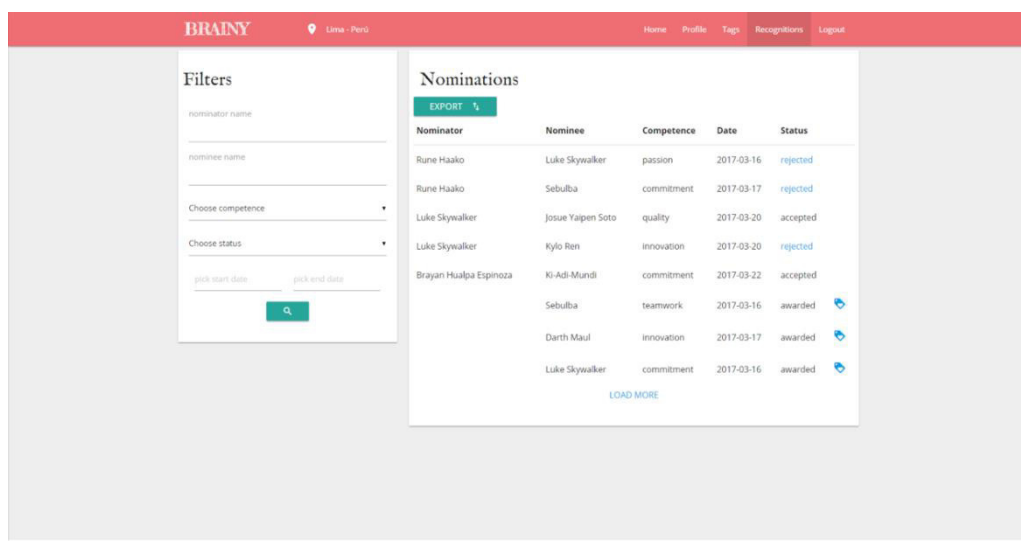 BRAINY Lima - Perú Home Profile Tags Recognitions Logout
Filters
nominator name
nominee name
Choose competence
Choose status
pick start date pick end date
Nominations
EXPORT
Nominator Nominee Competence Date Status
Rune Haako Luke Skywalker passion 2017-03-16 rejected
Rune Haako Sebulba commitment 2017-03-17 rejected
Luke Skywalker Josue Yaipen Soto quality 2017-03-20 accepted
Luke Skywalker Kylo Ren innovation 2017-03-20 rejected
Brayan Hualpa Espinoza Ki-Adi-Mundi commitment 2017-03-22 accepted
Sebulba teamwork 2017-03-16 awarded
Darth Maul innovation 2017-03-17 awarded
Luke Skywalker commitment 2017-03-16 awarded
LOAD MORE